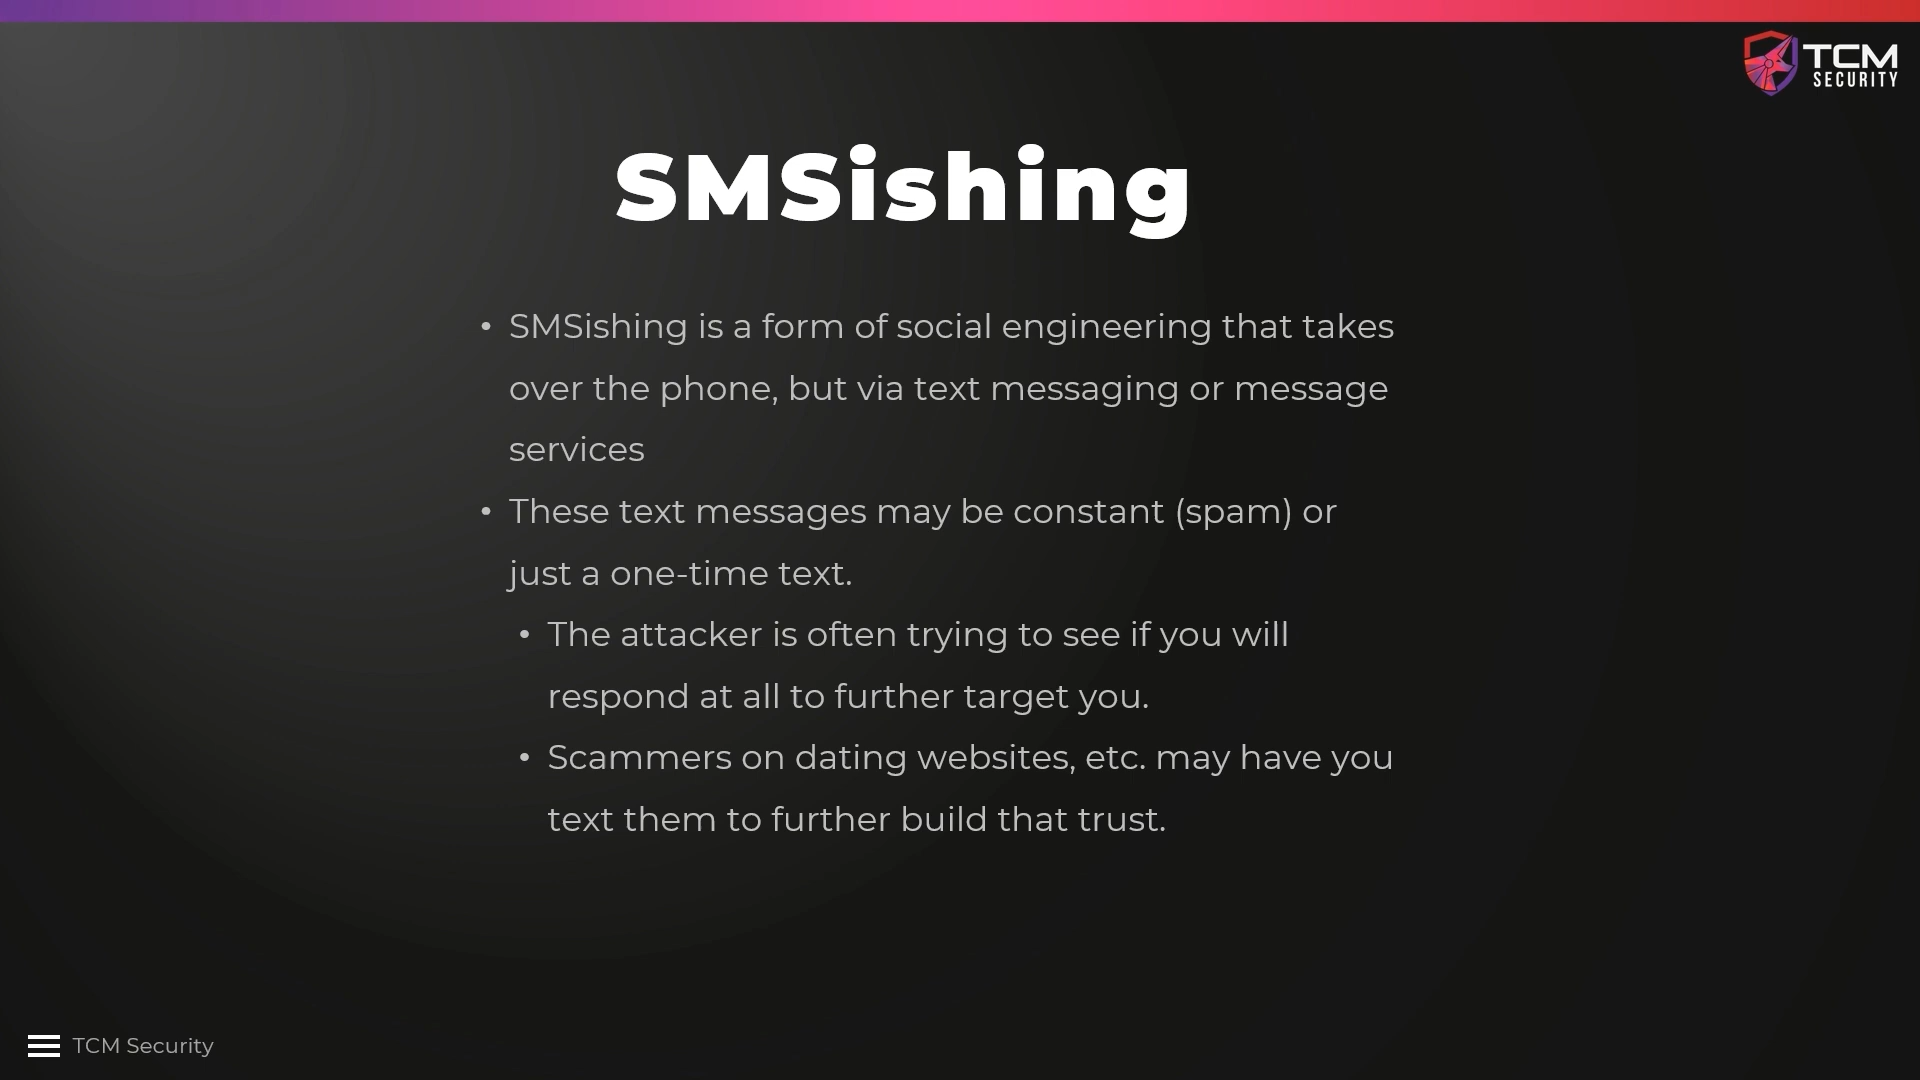 TCM
SECURITY
SMSishing
• SMSishing is a form of social engineering that takes
over the phone, but via text messaging or message
services
• These text messages may be constant (spam) or
just a one-time text.
• The attacker is often trying to see if you will
respond at all to further target you.
• Scammers on dating websites, etc. may have you
text them to further build that trust.
TCM Security